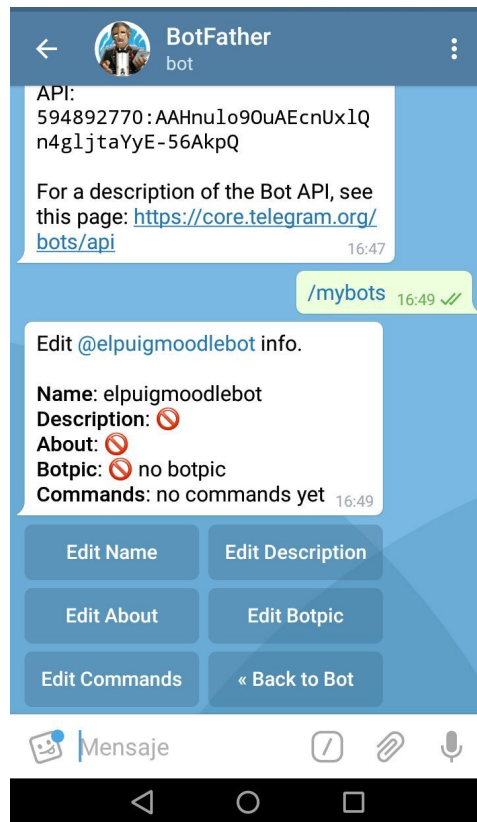 BotFather
bot
API:
594892770:AAHnulo9OuAEcnUxlQ
n4gljtaYyE-56AkpQ
For a description of the Bot API, see
this page: https://core.telegram.org/
bots/api
16:47
/mybots 16:49
Edit @elpuigmoodlebot info.
Name: elpuigmoodlebot
Description: 🚫
About: 🚫
Botpic: 🚫 no botpic
Commands: no commands yet 16:49
Edit Name
Edit Description
Edit About
Edit Botpic
Edit Commands
« Back to Bot
Mensaje